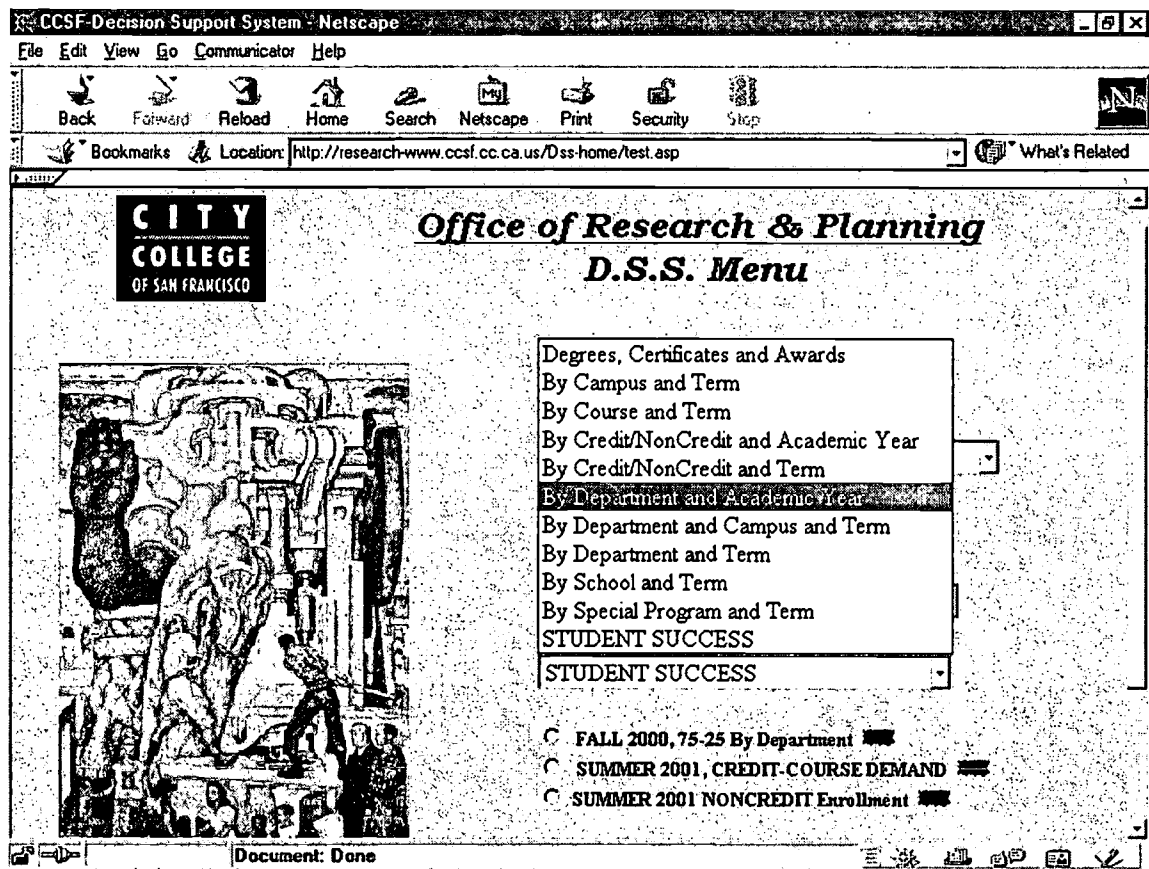 CCSF-Decision Support System - Netscape
File Edit View Go Communicator Help
Back Forward Reload Home Search Netscape Print Security Stop
My
N
Bookmarks Location: http://research-www.ccsf.cc.ca.us/Dss-home/test.asp What's Related
CITY
COLLEGE
OF SAN FRANCISCO
Office of Research & Planning
D.S.S. Menu
Degrees, Certificates and Awards
By Campus and Term
By Course and Term
By Credit/NonCredit and Academic Year
By Credit/NonCredit and Term
By Department and Academic Year
By Department and Campus and Term
By Department and Term
By School and Term
By Special Program and Term
STUDENT SUCCESS
STUDENT SUCCESS
FALL 2000, 75-25 By Department
SUMMER 2001, CREDIT-COURSE DEMAND
SUMMER 2001 NONCREDIT Enrollment
Document: Done